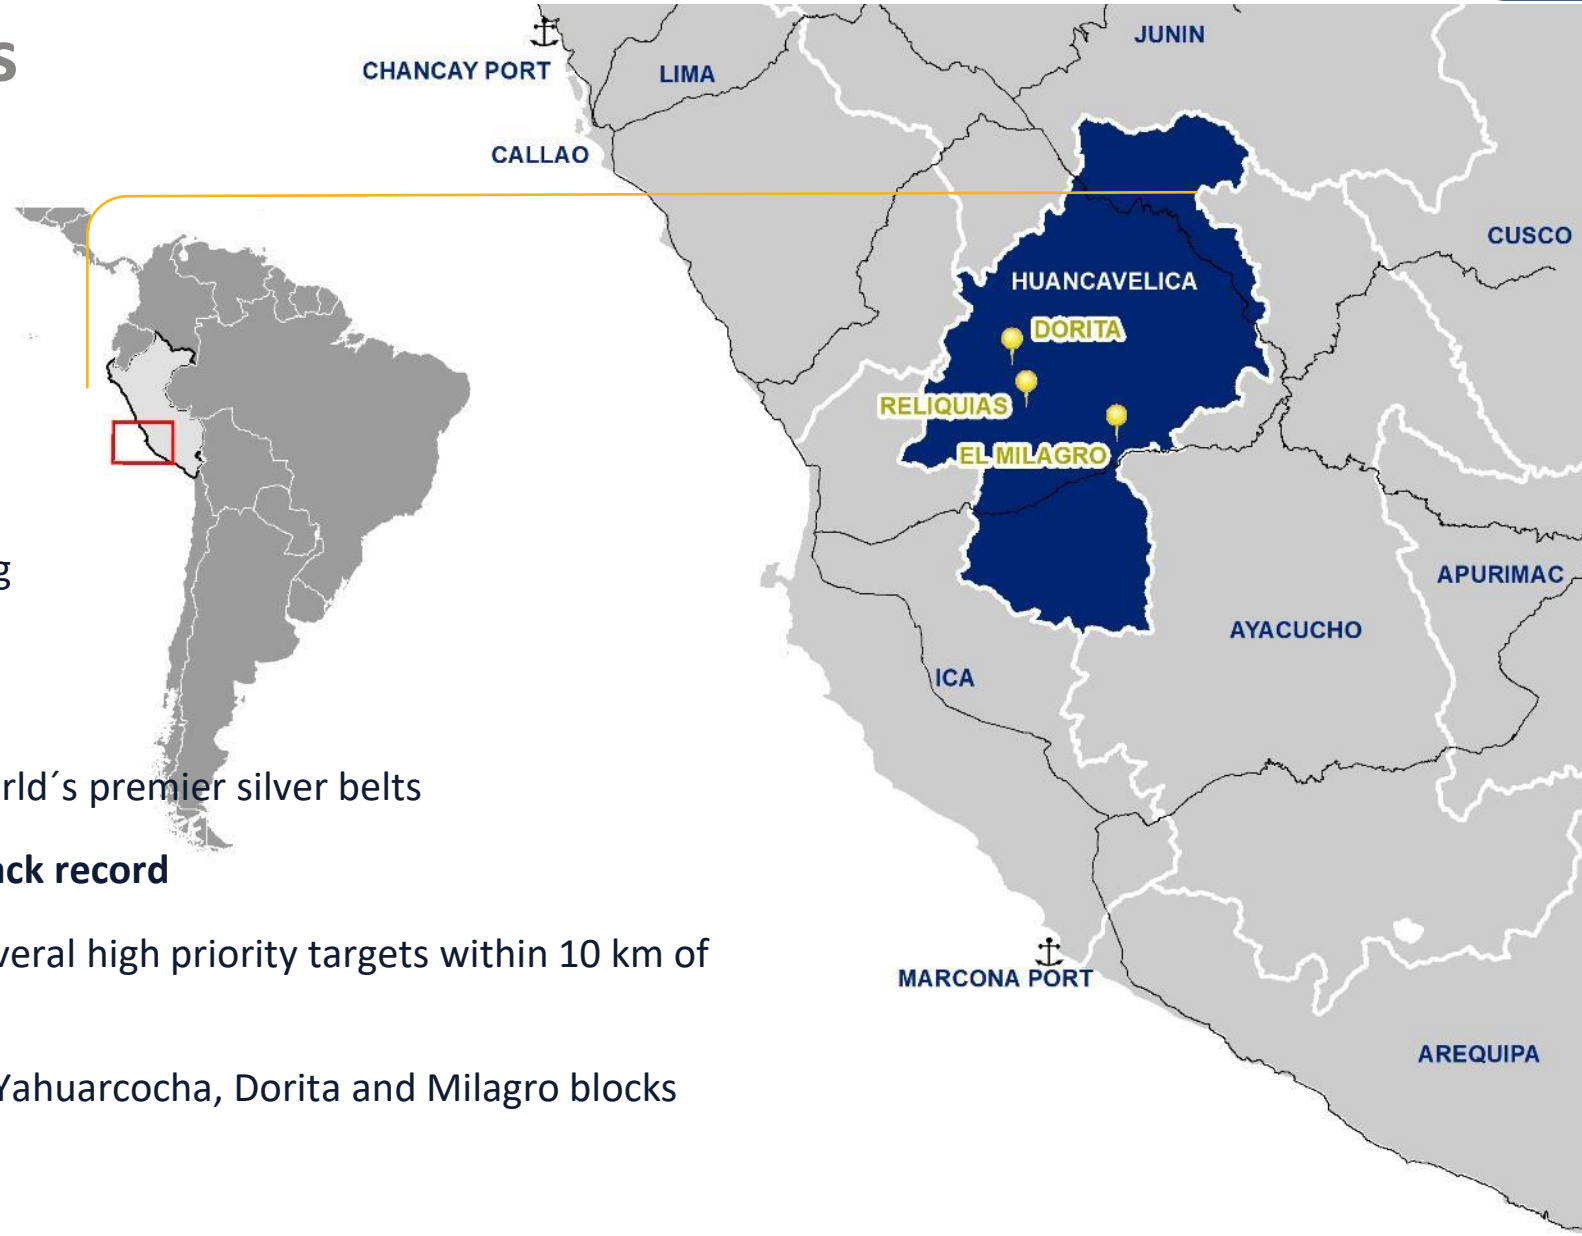 s
g
rld´s premier silver belts
ack record
veral high priority targets within 10 km of
Yahuarcocha, Dorita and Milagro blocks
JUNIN
CHANCAY PORT
LIMA
CALLAO
CUSCO
HUANCAVELICA
DORITA
RELIQUIAS
EL MILAGRO
APURIMAC
AYACUCHO
ICA
MARCONA PORT
AREQUIPA